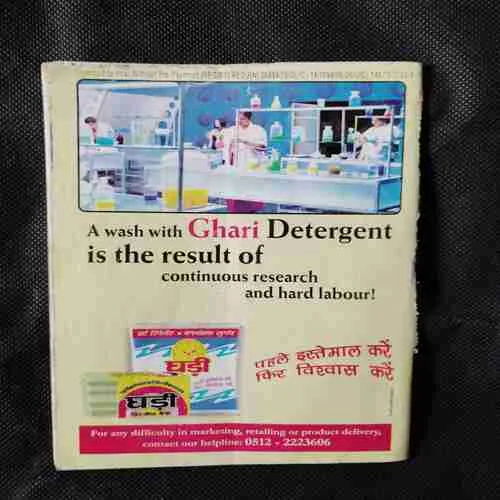 A wash with Ghari Detergent
is the result of
continuous research
and hard labour!
घड़ी
घड़ी
पहले इस्तेमाल करें
फिर विश्वास करें
For any difficulty in marketing, retailing or product delivery,
contact our helpline: 0512 - 2223606